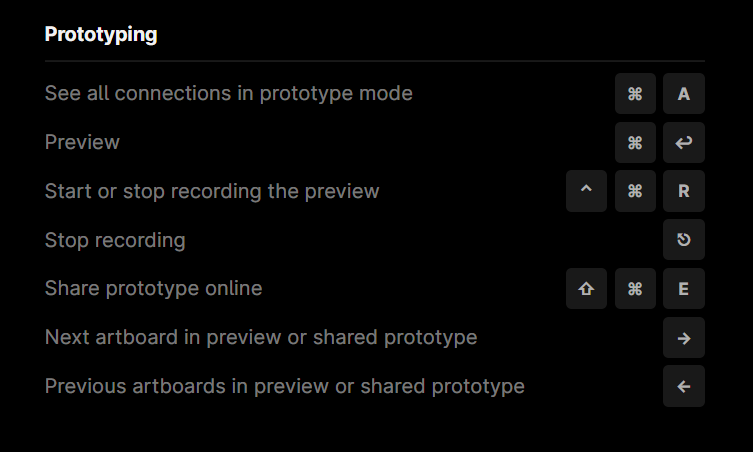 Prototyping
See all connections in prototype mode ⌘ A
Preview ⌘ ↩
Start or stop recording the preview ⌃ ⌘ R
Stop recording ⎋
Share prototype online ⇧ ⌘ E
Next artboard in preview or shared prototype →
Previous artboards in preview or shared prototype ←